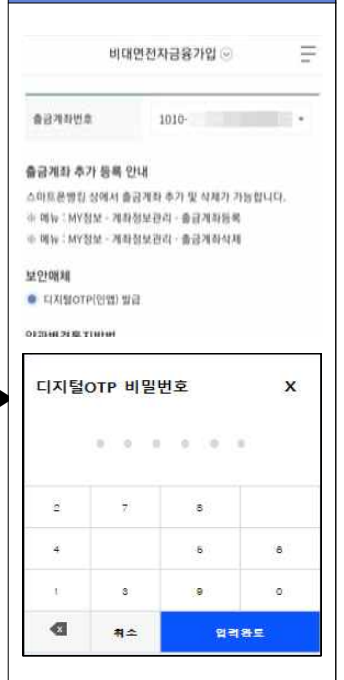 비대면전자금융가입
출금계좌번호 1010-
출금계좌 추가 등록 안내
스마트폰뱅킹 상에서 출금계좌 추가 및 삭제가 가능합니다.
※ 메뉴 : MY정보 - 계좌정보관리 - 출금계좌등록
※ 메뉴 : MY정보 - 계좌정보관리 - 출금계좌삭제
보안매체
디지털OTP(인앱) 발급
디지털OTP 비밀번호 X
2 7 8
4 5 6
1 3 9 0
취소 입력완료